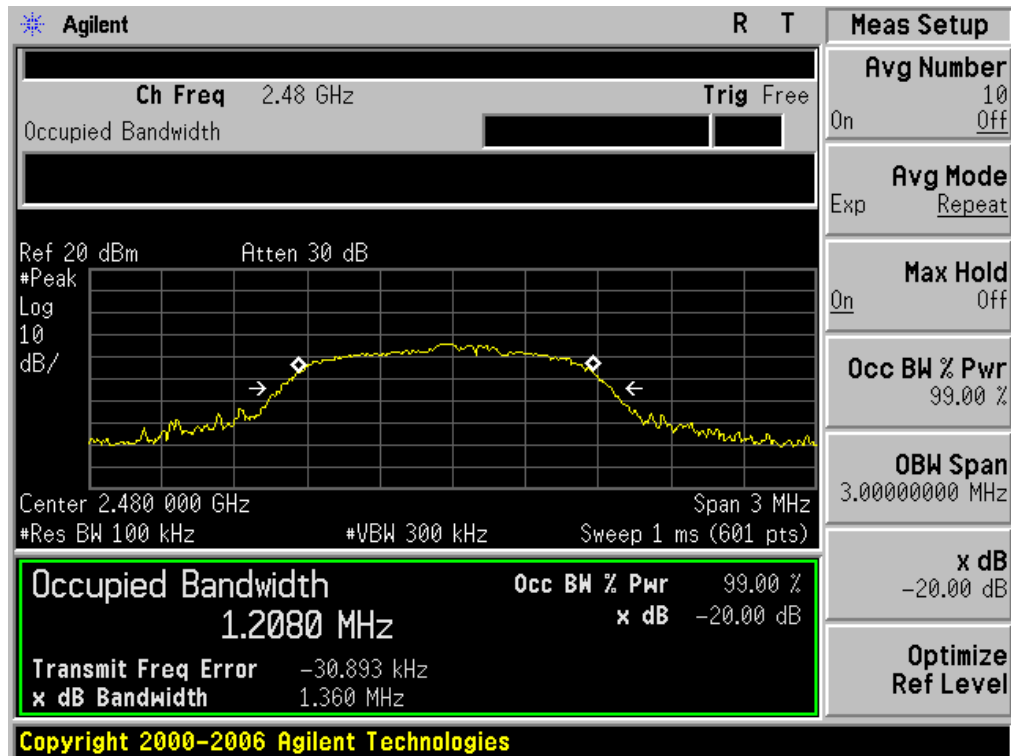 Agilent R T
Ch Freq 2.48 GHz Trig Free
Occupied Bandwidth
Ref 20 dBm Atten 30 dB
#Peak
Log
10
dB/
Center 2.480 000 GHz Span 3 MHz
#Res BW 100 kHz #VBW 300 kHz Sweep 1 ms (601 pts)
Occupied Bandwidth Occ BW % Pwr 99.00 %
1.2080 MHz x dB -20.00 dB
Transmit Freq Error -30.893 kHz
x dB Bandwidth 1.360 MHz
Copyright 2000-2006 Agilent Technologies
Meas Setup
Avg Number
10
On Off
Avg Mode
Exp Repeat
Max Hold
On Off
Occ BW % Pwr
99.00 %
OBW Span
3.00000000 MHz
x dB
-20.00 dB
Optimize
Ref Level